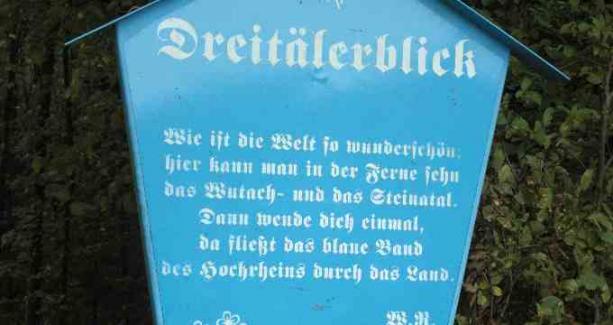 Dreitälerblick
Wie ist die Welt so wunderschön:
hier kann man in der Ferne sehn
das Wutach- und das Steinatal.
Dann wende dich einmal,
da fließt das blaue Band
des Hochrheins durch das Land.
W.R.